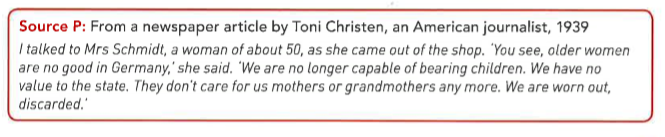 Source P: From a newspaper article by Toni Christen, an American journalist, 1939
I talked to Mrs Schmidt, a woman of about 50, as she came out of the shop. 'You see, older women
are no good in Germany,' she said. 'We are no longer capable of bearing children. We have no
value to the state. They don't care for us mothers or grandmothers any more. We are worn out,
discarded.'